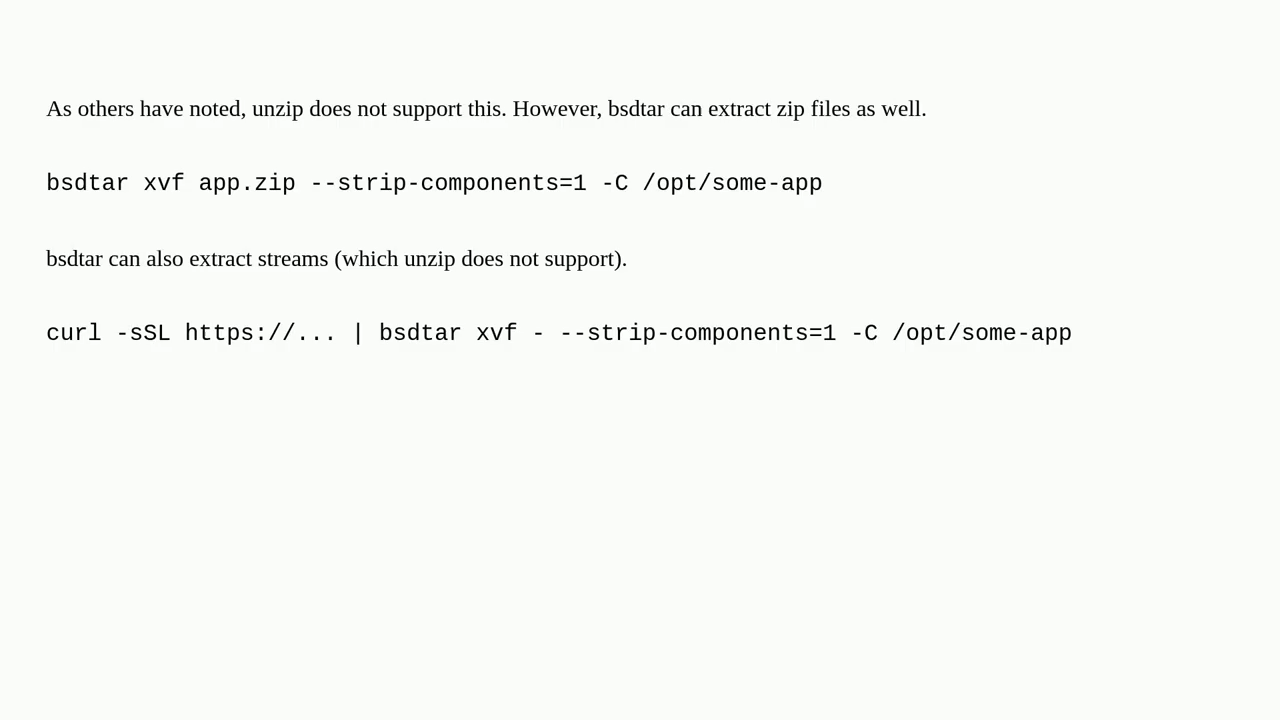 As others have noted, unzip does not support this. However, bsdtar can extract zip files as well.
bsdtar xvf app.zip --strip-components=1 -C /opt/some-app
bsdtar can also extract streams (which unzip does not support).
curl -sSL https://... | bsdtar xvf - --strip-components=1 -C /opt/some-app